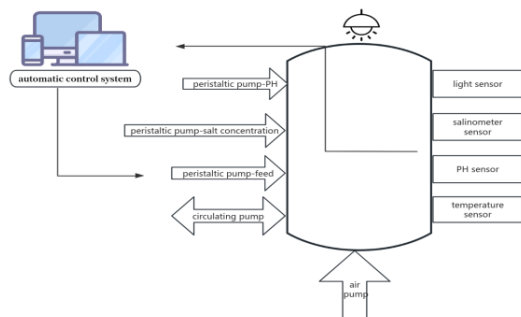 automatic control system
peristaltic pump-PH
peristaltic pump-salt concentration
peristaltic pump-feed
circulating pump
light sensor
salinometer
sensor
PH sensor
temperature
sensor
air
pump